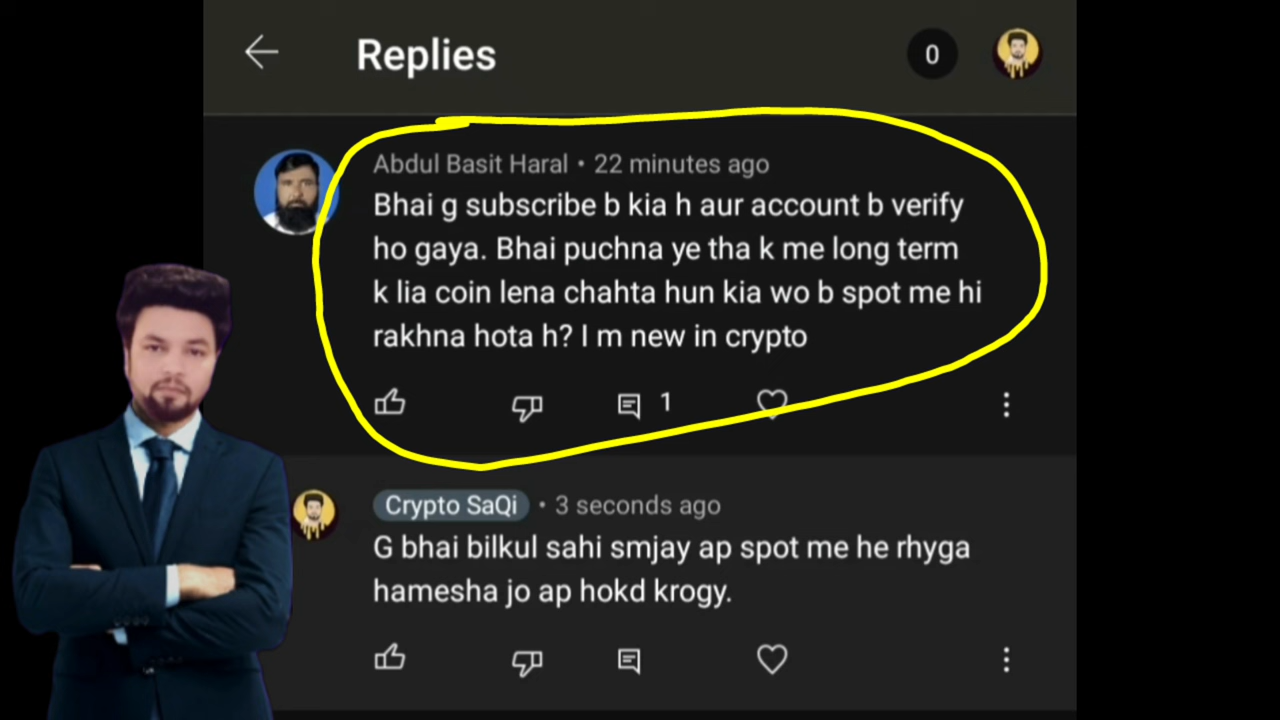 Replies
0
Abdul Basit Haral • 22 minutes ago
Bhai g subscribe b kia h aur account b verify
ho gaya. Bhai puchna ye tha k me long term
k lia coin lena chahta hun kia wo b spot me hi
rakhna hota h? I m new in crypto
1
Crypto SaQi • 3 seconds ago
G bhai bilkul sahi smjay ap spot me he rhyga
hamesha jo ap hokd krogy.